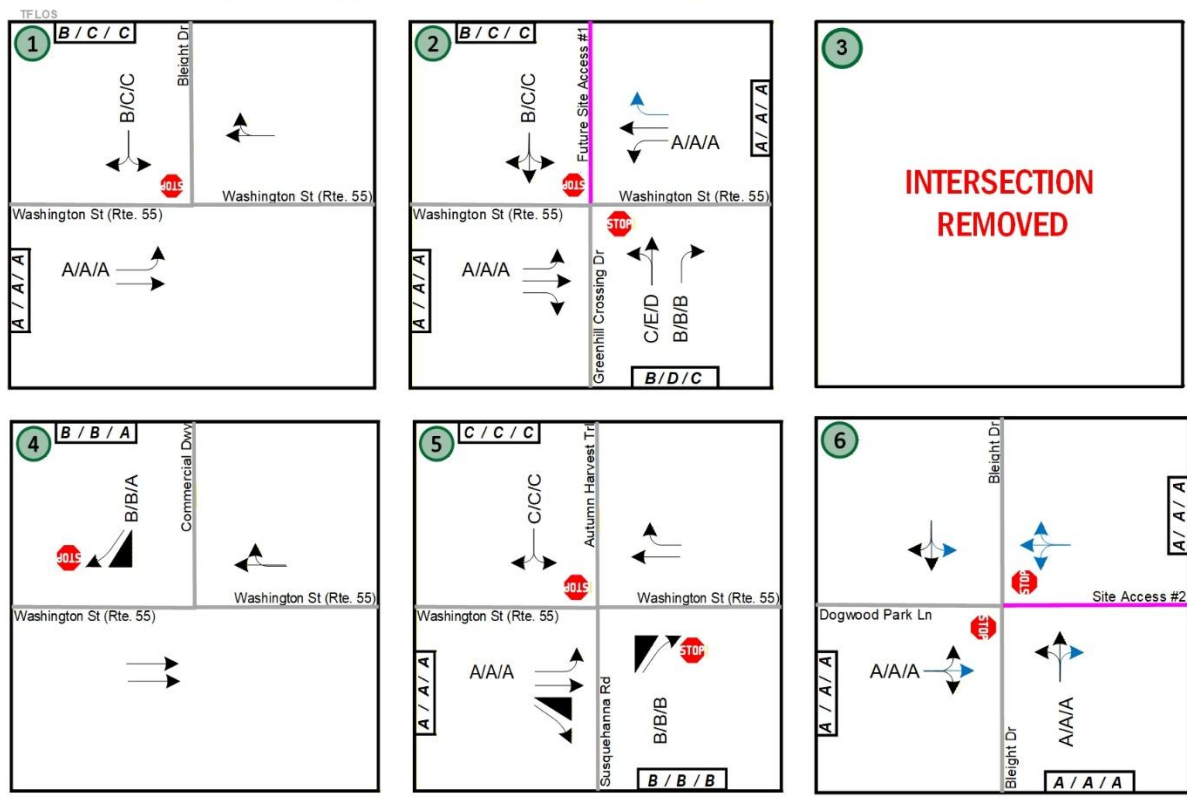 TFLOS
1
B / C / C
Bleight Dr
B/C/C
STOP
Washington St (Rte. 55)
Washington St (Rte. 55)
A / A / A
A/A/A
2
B / C / C
Future Site Access #1
B/C/C
A/A/A
A / A / A
STOP
Washington St (Rte. 55)
Washington St (Rte. 55)
STOP
A / A / A
A/A/A
Greenhill Crossing Dr
C/E/D
B/B/B
B / D / C
3
INTERSECTION
REMOVED
4
B / B / A
Commercial Dwy
B/B/A
STOP
Washington St (Rte. 55)
Washington St (Rte. 55)
5
C / C / C
Autumn Harvest Trl
C/C/C
STOP
Washington St (Rte. 55)
Washington St (Rte. 55)
STOP
A / A / A
A/A/A
Susquehanna Rd
B/B/B
B / B / B
6
Bleight Dr
A / A / A
STOP
Site Access #2
Dogwood Park Ln
STOP
A / A / A
A/A/A
Bleight Dr
A/A/A
A / A / A